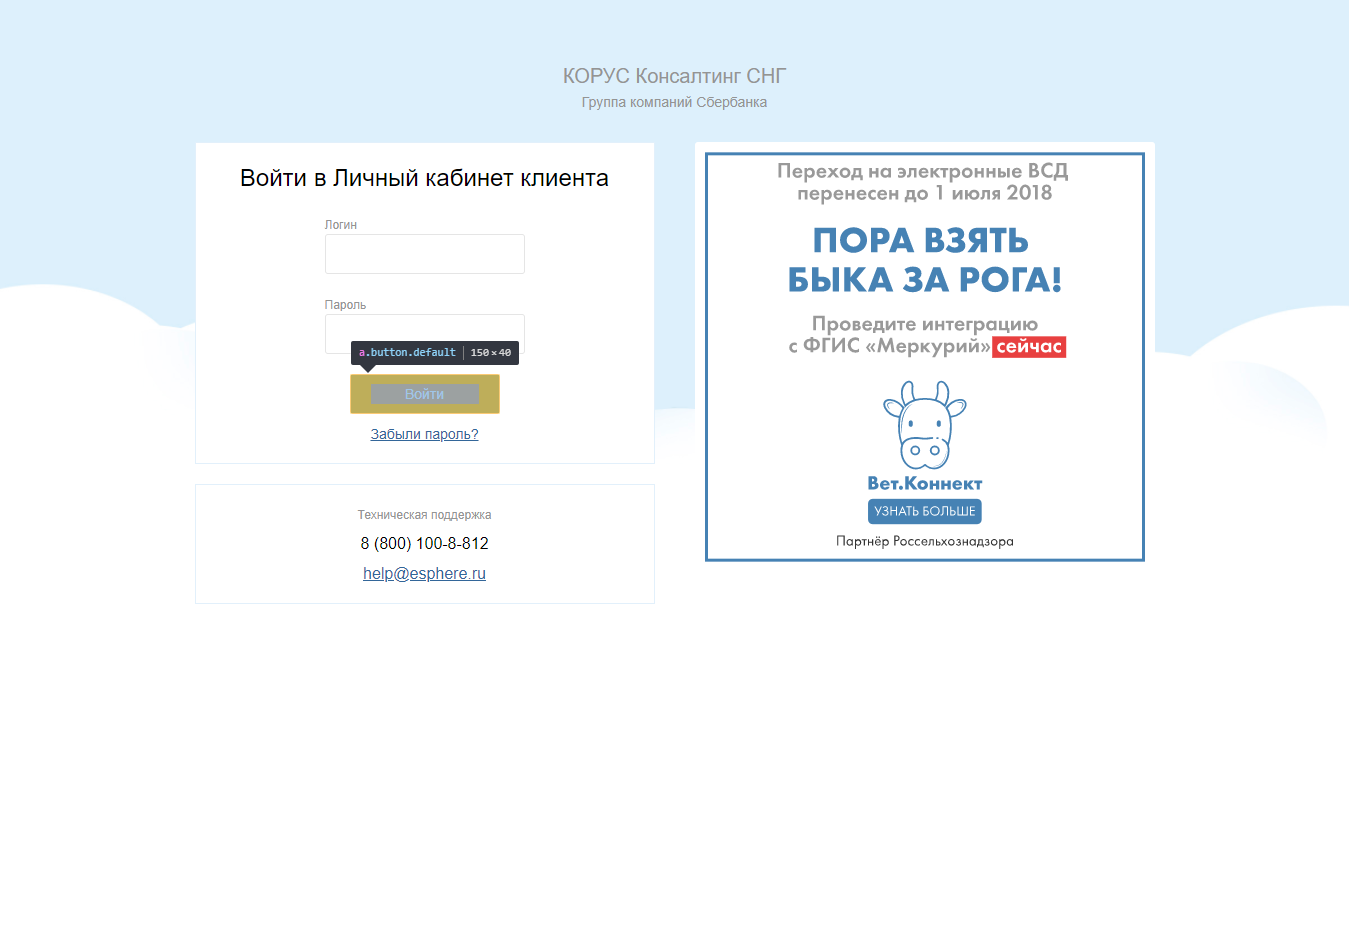 КОРУС Консалтинг СНГ
Группа компаний Сбербанка
Войти в Личный кабинет клиента
Логин
Пароль
a.button.default | 150 × 40
Войти
Забыли пароль?
Техническая поддержка
8 (800) 100-8-812
help@esphere.ru
Переход на электронные ВСД
перенесен до 1 июля 2018
ПОРА ВЗЯТЬ
БЫКА ЗА РОГА!
Проведите интеграцию
с ФГИС «Меркурий» сейчас
Вет.Коннект
УЗНАТЬ БОЛЬШЕ
Партнёр Россельхознадзора